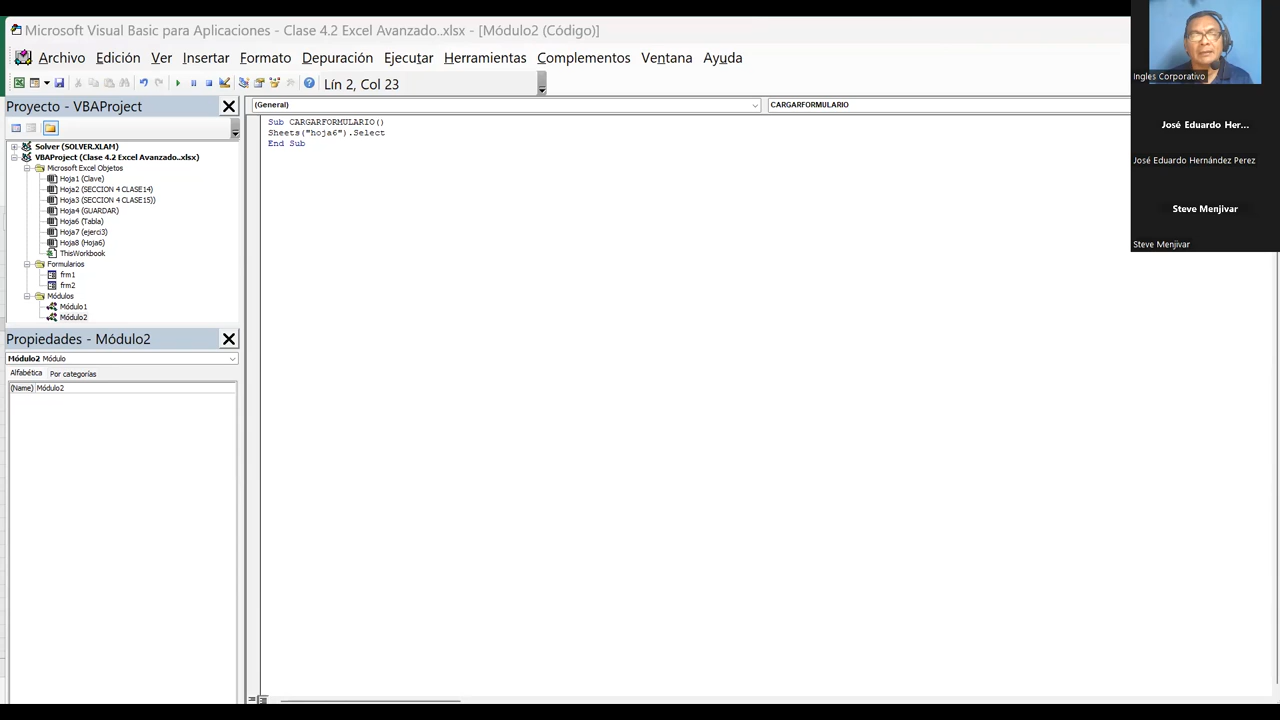 Microsoft Visual Basic para Aplicaciones - Clase 4.2 Excel Avanzado..xlsx - [Módulo2 (Código)]
Archivo Edición Ver Insertar Formato Depuración Ejecutar Herramientas Complementos Ventana Ayuda
Lín 2, Col 23
Proyecto - VBAProject
Solver (SOLVER.XLAM)
VBAProject (Clase 4.2 Excel Avanzado..xlsx)
Microsoft Excel Objetos
Hoja1 (Clave)
Hoja2 (SECCION 4 CLASE14)
Hoja3 (SECCION 4 CLASE15))
Hoja4 (GUARDAR)
Hoja6 (Tabla)
Hoja7 (ejerci3)
Hoja8 (Hoja6)
ThisWorkbook
Formularios
frm1
frm2
Módulos
Módulo1
Módulo2
Propiedades - Módulo2
Módulo2 Módulo
Alfabética Por categorías
(Name) Módulo2
(General) CARGARFORMULARIO
Sub CARGARFORMULARIO()
Sheets("hoja6").Select
End Sub
Ingles Corporativo
José Eduardo Her...
José Eduardo Hernández Perez
Steve Menjivar
Steve Menjivar